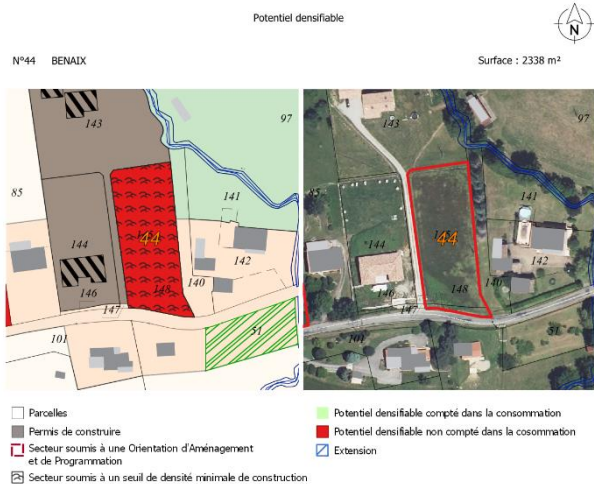 Potentiel densifiable
N
N°44 BENAIX
Surface : 2338 m²
143
97
85
141
44
144
142
146
148
140
147
101
51
143
97
85
141
44
144
142
146
148
140
147
101
51
Parcelles
Permis de construire
Secteur soumis à une Orientation d'Aménagement
et de Programmation
Secteur soumis à un seuil de densité minimale de construction
Potentiel densifiable compté dans la consommation
Potentiel densifiable non compté dans la cosommation
Extension